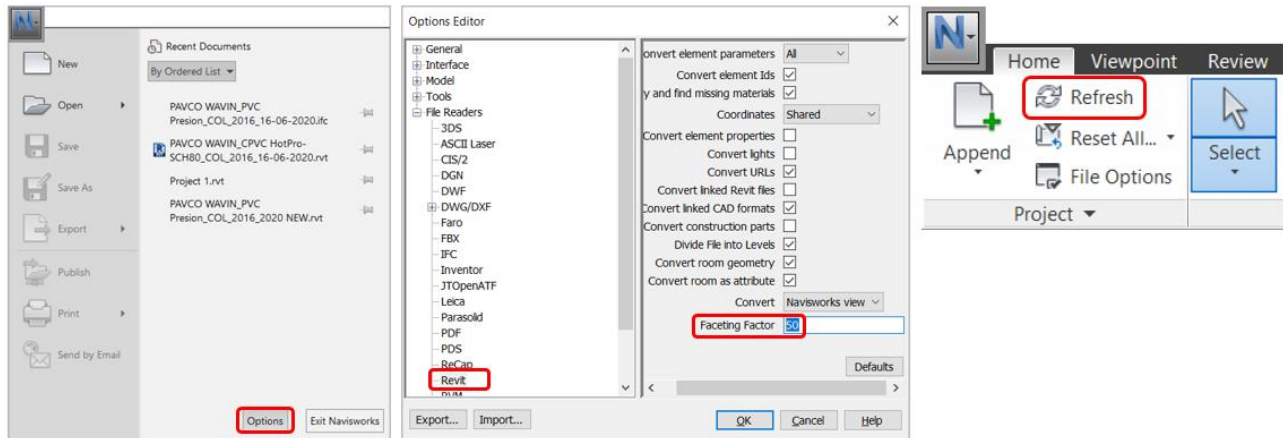 N
New
Open
Save
Save As
Export
Publish
Print
Send by Email
Recent Documents
By Ordered List
PAVCO WAVIN_PVC
Presion_COL_2016_16-06-2020.ifc
PAVCO WAVIN_CPVC HotPro-
SCH80_COL_2016_16-06-2020.rvt
Project 1.rvt
PAVCO WAVIN_PVC
Presion_COL_2016_2020 NEW.rvt
Options
Exit Navisworks
Options Editor
General
Interface
Model
Tools
File Readers
3DS
ASCII Laser
CIS/2
DGN
DWF
DWG/DXF
Faro
FBX
IFC
Inventor
JTOpenATF
Leica
Parasolid
PDF
PDS
ReCap
Revit
onvert element parameters All
Convert element Ids
y and find missing materials
Coordinates Shared
Convert element properties
Convert lights
Convert URLs
Convert linked Revit files
Convert linked CAD formats
Convert construction parts
Divide File into Levels
Convert room geometry
Convert room as attribute
Convert Navisworks view
Faceting Factor 50
Defaults
Export... Import... OK Cancel Help
N
Home Viewpoint Review
Append
Refresh
Reset All...
File Options
Select
Project